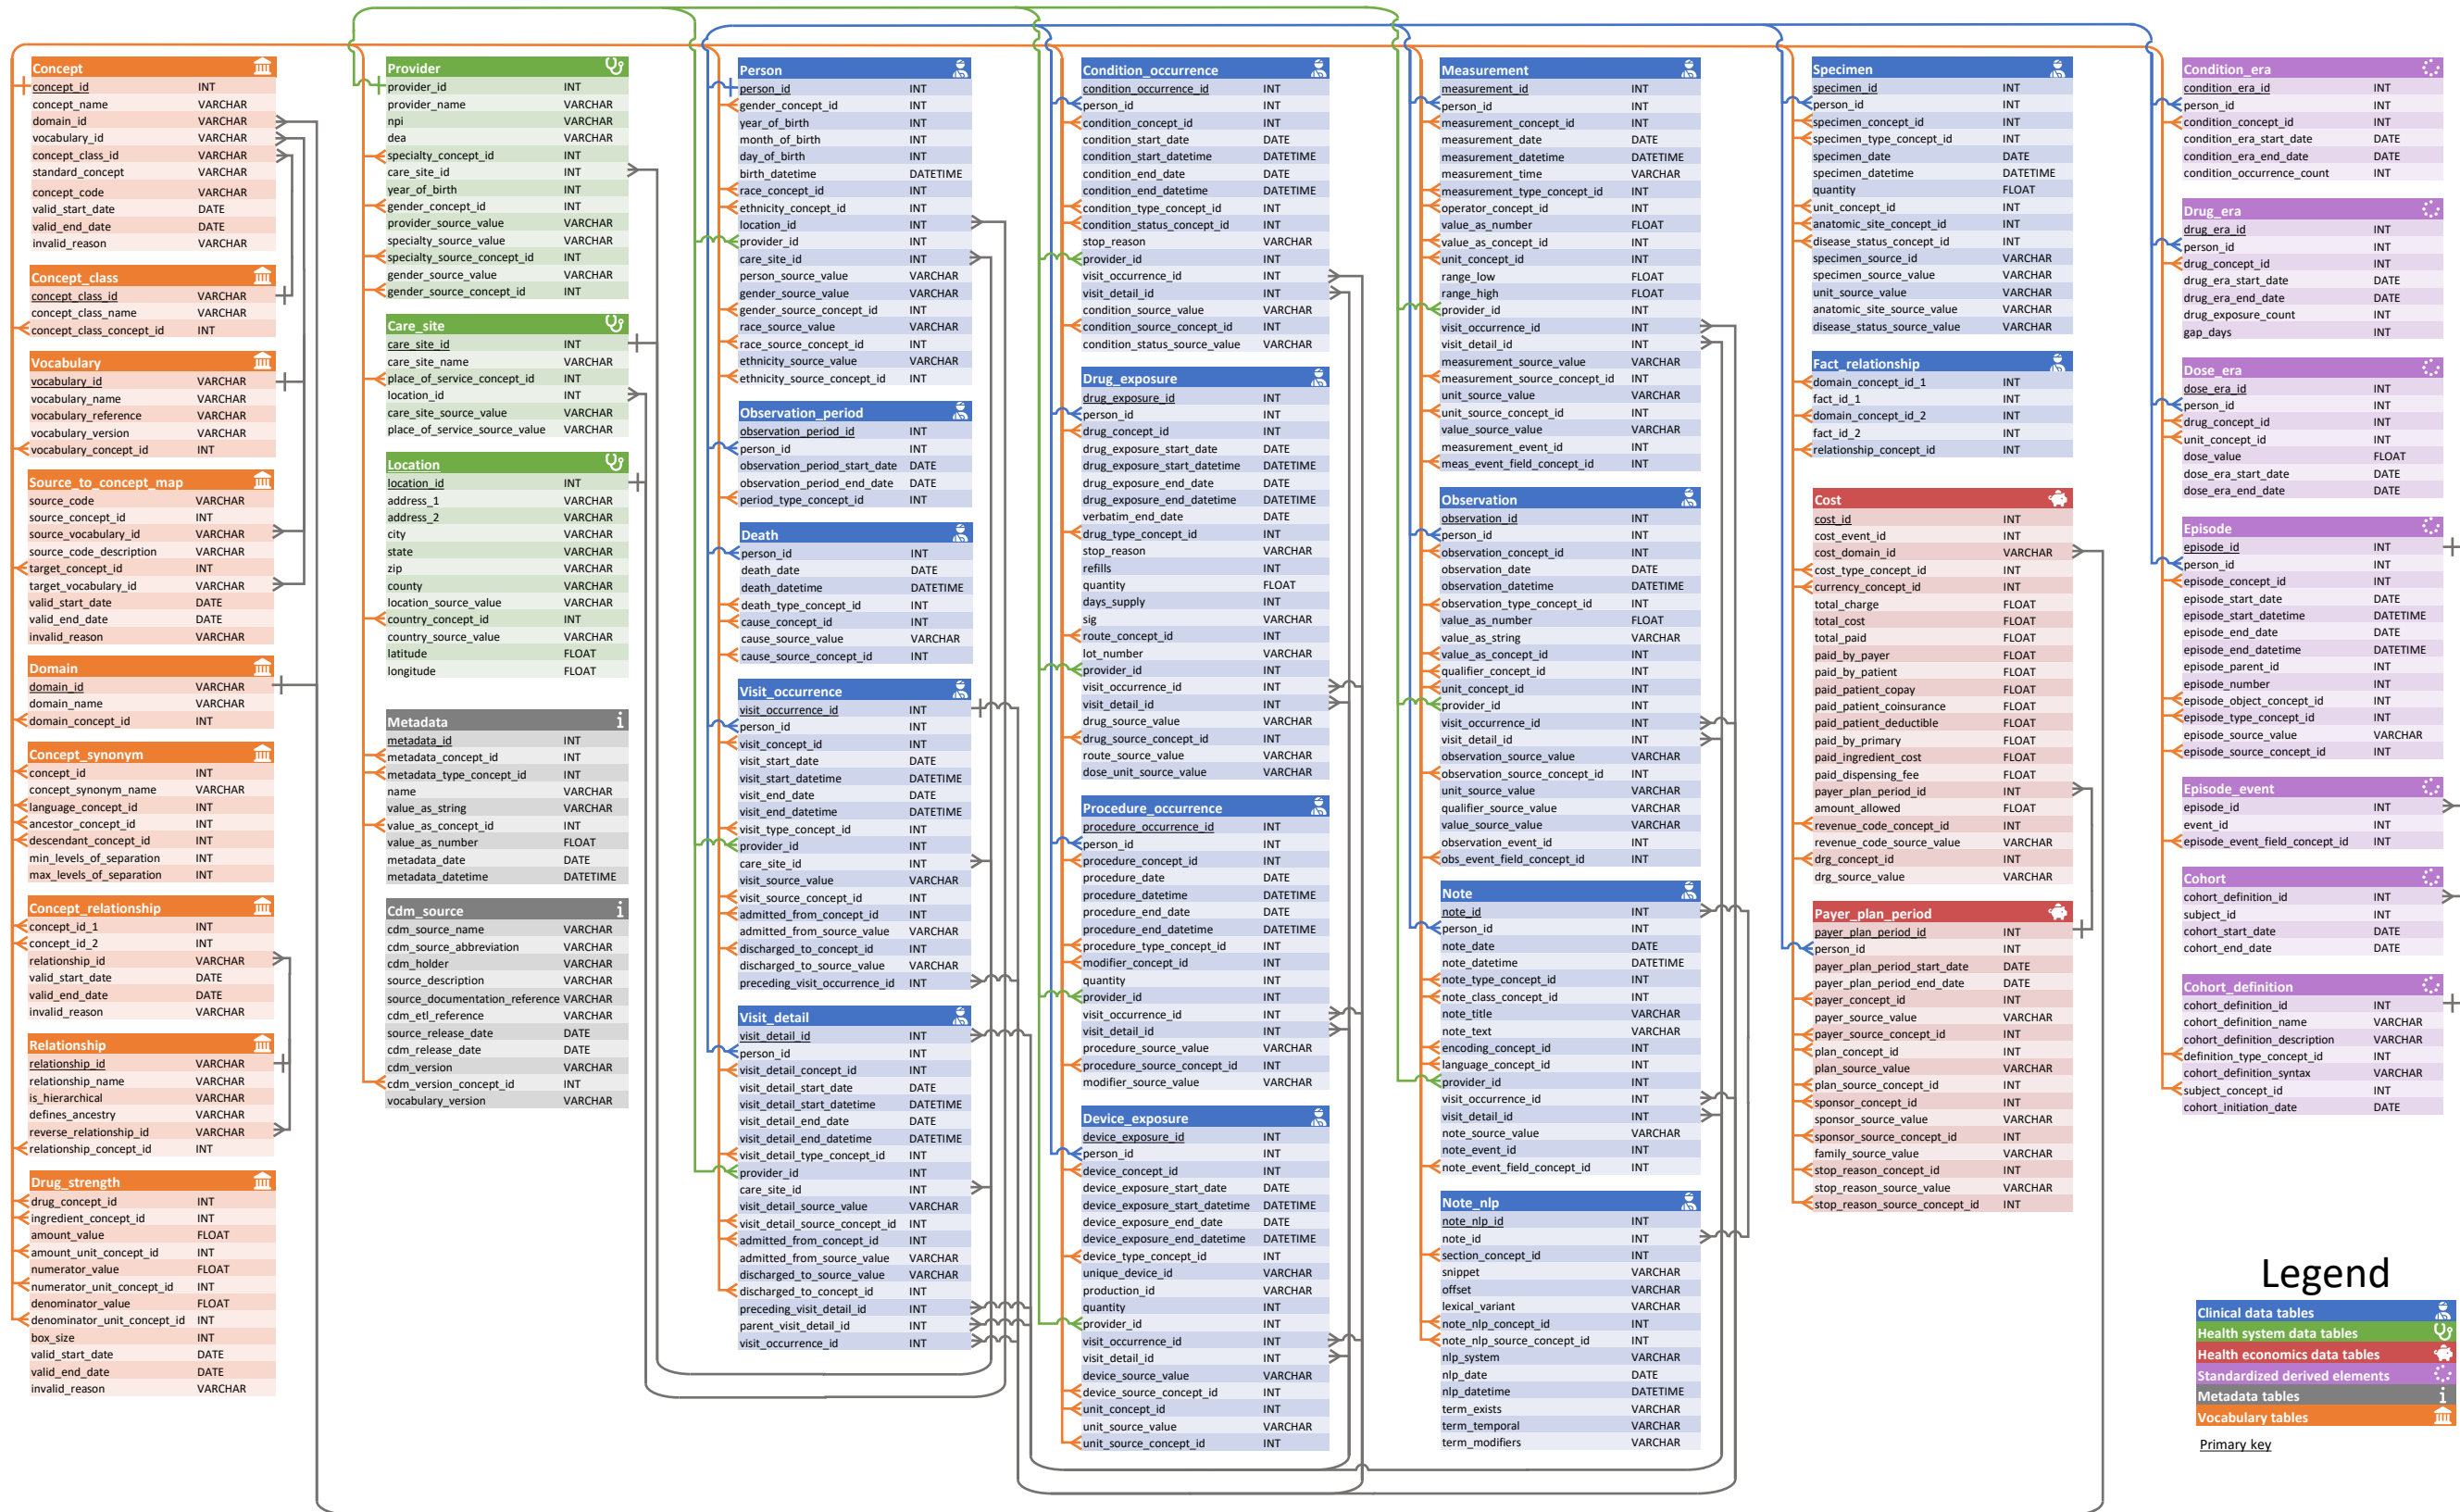 Concept
concept_id INT
concept_name VARCHAR
domain_id VARCHAR
vocabulary_id VARCHAR
concept_class_id VARCHAR
standard_concept VARCHAR
concept_code VARCHAR
valid_start_date DATE
valid_end_date DATE
invalid_reason VARCHAR
Concept_class
concept_class_id VARCHAR
concept_class_name VARCHAR
concept_class_concept_id INT
Vocabulary
vocabulary_id VARCHAR
vocabulary_name VARCHAR
vocabulary_reference VARCHAR
vocabulary_version VARCHAR
vocabulary_concept_id INT
Source_to_concept_map
source_code VARCHAR
source_concept_id INT
source_vocabulary_id VARCHAR
source_code_description VARCHAR
target_concept_id INT
target_vocabulary_id VARCHAR
valid_start_date DATE
valid_end_date DATE
invalid_reason VARCHAR
Domain
domain_id VARCHAR
domain_name VARCHAR
domain_concept_id INT
Concept_synonym
concept_id INT
concept_synonym_name VARCHAR
language_concept_id INT
ancestor_concept_id INT
descendant_concept_id INT
min_levels_of_separation INT
max_levels_of_separation INT
Concept_relationship
concept_id_1 INT
concept_id_2 INT
relationship_id VARCHAR
valid_start_date DATE
valid_end_date DATE
invalid_reason VARCHAR
Relationship
relationship_id VARCHAR
relationship_name VARCHAR
is_hierarchical VARCHAR
defines_ancestry VARCHAR
reverse_relationship_id VARCHAR
relationship_concept_id INT
Drug_strength
drug_concept_id INT
ingredient_concept_id INT
amount_value FLOAT
amount_unit_concept_id INT
numerator_value FLOAT
numerator_unit_concept_id INT
denominator_value FLOAT
denominator_unit_concept_id INT
box_size INT
valid_start_date DATE
valid_end_date DATE
invalid_reason VARCHAR
Provider
provider_id INT
provider_name VARCHAR
npi VARCHAR
dea VARCHAR
specialty_concept_id INT
care_site_id INT
year_of_birth INT
gender_concept_id INT
provider_source_value VARCHAR
specialty_source_value VARCHAR
specialty_source_concept_id INT
gender_source_value VARCHAR
gender_source_concept_id INT
Care_site
care_site_id INT
care_site_name VARCHAR
place_of_service_concept_id INT
location_id INT
care_site_source_value VARCHAR
place_of_service_source_value VARCHAR
Location
location_id INT
address_1 VARCHAR
address_2 VARCHAR
city VARCHAR
state VARCHAR
zip VARCHAR
county VARCHAR
location_source_value VARCHAR
country_concept_id INT
country_source_value VARCHAR
latitude FLOAT
longitude FLOAT
Metadata
metadata_id INT
metadata_concept_id INT
metadata_type_concept_id INT
name VARCHAR
value_as_string VARCHAR
value_as_concept_id INT
value_as_number FLOAT
metadata_date DATE
metadata_datetime DATETIME
Cdm_source
cdm_source_name VARCHAR
cdm_source_abbreviation VARCHAR
cdm_holder VARCHAR
source_description VARCHAR
source_documentation_reference VARCHAR
cdm_etl_reference VARCHAR
source_release_date DATE
cdm_release_date DATE
cdm_version VARCHAR
cdm_version_concept_id INT
vocabulary_version VARCHAR
Person
person_id INT
gender_concept_id INT
year_of_birth INT
month_of_birth INT
day_of_birth INT
birth_datetime DATETIME
race_concept_id INT
ethnicity_concept_id INT
location_id INT
provider_id INT
care_site_id INT
person_source_value VARCHAR
gender_source_value VARCHAR
gender_source_concept_id INT
race_source_value VARCHAR
race_source_concept_id INT
ethnicity_source_value VARCHAR
ethnicity_source_concept_id INT
Observation_period
observation_period_id INT
person_id INT
observation_period_start_date DATE
observation_period_end_date DATE
period_type_concept_id INT
Death
person_id INT
death_date DATE
death_datetime DATETIME
death_type_concept_id INT
cause_concept_id INT
cause_source_value VARCHAR
cause_source_concept_id INT
Visit_occurrence
visit_occurrence_id INT
person_id INT
visit_concept_id INT
visit_start_date DATE
visit_start_datetime DATETIME
visit_end_date DATE
visit_end_datetime DATETIME
visit_type_concept_id INT
provider_id INT
care_site_id INT
visit_source_value VARCHAR
visit_source_concept_id INT
admitted_from_concept_id INT
admitted_from_source_value VARCHAR
discharged_to_concept_id INT
discharged_to_source_value VARCHAR
preceding_visit_occurrence_id INT
Visit_detail
visit_detail_id INT
person_id INT
visit_detail_concept_id INT
visit_detail_start_date DATE
visit_detail_start_datetime DATETIME
visit_detail_end_date DATE
visit_detail_end_datetime DATETIME
visit_detail_type_concept_id INT
provider_id INT
care_site_id INT
visit_detail_source_value VARCHAR
visit_detail_source_concept_id INT
admitted_from_concept_id INT
admitted_from_source_value VARCHAR
discharged_to_source_value VARCHAR
discharged_to_concept_id INT
preceding_visit_detail_id INT
parent_visit_detail_id INT
visit_occurrence_id INT
Condition_occurrence
condition_occurrence_id INT
person_id INT
condition_concept_id INT
condition_start_date DATE
condition_start_datetime DATETIME
condition_end_date DATE
condition_end_datetime DATETIME
condition_type_concept_id INT
condition_status_concept_id INT
stop_reason VARCHAR
provider_id INT
visit_occurrence_id INT
visit_detail_id INT
condition_source_value VARCHAR
condition_source_concept_id INT
condition_status_source_value VARCHAR
Drug_exposure
drug_exposure_id INT
person_id INT
drug_concept_id INT
drug_exposure_start_date DATE
drug_exposure_start_datetime DATETIME
drug_exposure_end_date DATE
drug_exposure_end_datetime DATETIME
verbatim_end_date DATE
drug_type_concept_id INT
stop_reason VARCHAR
refills INT
quantity FLOAT
days_supply INT
sig VARCHAR
route_concept_id INT
lot_number VARCHAR
provider_id INT
visit_occurrence_id INT
visit_detail_id INT
drug_source_value VARCHAR
drug_source_concept_id INT
route_source_value VARCHAR
dose_unit_source_value VARCHAR
Procedure_occurrence
procedure_occurrence_id INT
person_id INT
procedure_concept_id INT
procedure_date DATE
procedure_datetime DATETIME
procedure_end_date DATE
procedure_end_datetime DATETIME
procedure_type_concept_id INT
modifier_concept_id INT
quantity INT
provider_id INT
visit_occurrence_id INT
visit_detail_id INT
procedure_source_value VARCHAR
procedure_source_concept_id INT
modifier_source_value VARCHAR
Device_exposure
device_exposure_id INT
person_id INT
device_concept_id INT
device_exposure_start_date DATE
device_exposure_start_datetime DATETIME
device_exposure_end_date DATE
device_exposure_end_datetime DATETIME
device_type_concept_id INT
unique_device_id VARCHAR
production_id VARCHAR
quantity INT
provider_id INT
visit_occurrence_id INT
visit_detail_id INT
device_source_value VARCHAR
device_source_concept_id INT
unit_concept_id INT
unit_source_value VARCHAR
unit_source_concept_id INT
Measurement
measurement_id INT
person_id INT
measurement_concept_id INT
measurement_date DATE
measurement_datetime DATETIME
measurement_time VARCHAR
measurement_type_concept_id INT
operator_concept_id INT
value_as_number FLOAT
value_as_concept_id INT
unit_concept_id INT
range_low FLOAT
range_high FLOAT
provider_id INT
visit_occurrence_id INT
visit_detail_id INT
measurement_source_value VARCHAR
measurement_source_concept_id INT
unit_source_value VARCHAR
unit_source_concept_id INT
value_source_value VARCHAR
measurement_event_id INT
meas_event_field_concept_id INT
Observation
observation_id INT
person_id INT
observation_concept_id INT
observation_date DATE
observation_datetime DATETIME
observation_type_concept_id INT
value_as_number FLOAT
value_as_string VARCHAR
value_as_concept_id INT
qualifier_concept_id INT
unit_concept_id INT
provider_id INT
visit_occurrence_id INT
visit_detail_id INT
observation_source_value VARCHAR
observation_source_concept_id INT
unit_source_value VARCHAR
qualifier_source_value VARCHAR
value_source_value VARCHAR
observation_event_id INT
obs_event_field_concept_id INT
Note
note_id INT
person_id INT
note_date DATE
note_datetime DATETIME
note_type_concept_id INT
note_class_concept_id INT
note_title VARCHAR
note_text VARCHAR
encoding_concept_id INT
language_concept_id INT
provider_id INT
visit_occurrence_id INT
visit_detail_id INT
note_source_value VARCHAR
note_event_id INT
note_event_field_concept_id INT
Note_nlp
note_nlp_id INT
note_id INT
section_concept_id INT
snippet VARCHAR
offset VARCHAR
lexical_variant VARCHAR
note_nlp_concept_id INT
note_nlp_source_concept_id INT
nlp_system VARCHAR
nlp_date DATE
nlp_datetime DATETIME
term_exists VARCHAR
term_temporal VARCHAR
term_modifiers VARCHAR
Specimen
specimen_id INT
person_id INT
specimen_concept_id INT
specimen_type_concept_id INT
specimen_date DATE
specimen_datetime DATETIME
quantity FLOAT
unit_concept_id INT
anatomic_site_concept_id INT
disease_status_concept_id INT
specimen_source_id VARCHAR
specimen_source_value VARCHAR
unit_source_value VARCHAR
anatomic_site_source_value VARCHAR
disease_status_source_value VARCHAR
Fact_relationship
domain_concept_id_1 INT
fact_id_1 INT
domain_concept_id_2 INT
fact_id_2 INT
relationship_concept_id INT
Cost
cost_id INT
cost_event_id INT
cost_domain_id VARCHAR
cost_type_concept_id INT
currency_concept_id INT
total_charge FLOAT
total_cost FLOAT
total_paid FLOAT
paid_by_payer FLOAT
paid_by_patient FLOAT
paid_patient_copay FLOAT
paid_patient_coinsurance FLOAT
paid_patient_deductible FLOAT
paid_by_primary FLOAT
paid_ingredient_cost FLOAT
paid_dispensing_fee FLOAT
payer_plan_period_id INT
amount_allowed FLOAT
revenue_code_concept_id INT
revenue_code_source_value VARCHAR
drg_concept_id INT
drg_source_value VARCHAR
Payer_plan_period
payer_plan_period_id INT
person_id INT
payer_plan_period_start_date DATE
payer_plan_period_end_date DATE
payer_concept_id INT
payer_source_value VARCHAR
payer_source_concept_id INT
plan_concept_id INT
plan_source_value VARCHAR
plan_source_concept_id INT
sponsor_concept_id INT
sponsor_source_value VARCHAR
sponsor_source_concept_id INT
family_source_value VARCHAR
stop_reason_concept_id INT
stop_reason_source_value VARCHAR
stop_reason_source_concept_id INT
Condition_era
condition_era_id INT
person_id INT
condition_concept_id INT
condition_era_start_date DATE
condition_era_end_date DATE
condition_occurrence_count INT
Drug_era
drug_era_id INT
person_id INT
drug_concept_id INT
drug_era_start_date DATE
drug_era_end_date DATE
drug_exposure_count INT
gap_days INT
Dose_era
dose_era_id INT
person_id INT
drug_concept_id INT
unit_concept_id INT
dose_value FLOAT
dose_era_start_date DATE
dose_era_end_date DATE
Episode
episode_id INT
person_id INT
episode_concept_id INT
episode_start_date DATE
episode_start_datetime DATETIME
episode_end_date DATE
episode_end_datetime DATETIME
episode_parent_id INT
episode_number INT
episode_object_concept_id INT
episode_type_concept_id INT
episode_source_value VARCHAR
episode_source_concept_id INT
Episode_event
episode_id INT
event_id INT
episode_event_field_concept_id INT
Cohort
cohort_definition_id INT
subject_id INT
cohort_start_date DATE
cohort_end_date DATE
Cohort_definition
cohort_definition_id INT
cohort_definition_name VARCHAR
cohort_definition_description VARCHAR
definition_type_concept_id INT
cohort_definition_syntax VARCHAR
subject_concept_id INT
cohort_initiation_date DATE
Legend
Clinical data tables
Health system data tables
Health economics data tables
Standardized derived elements
Metadata tables
Vocabulary tables
Primary key